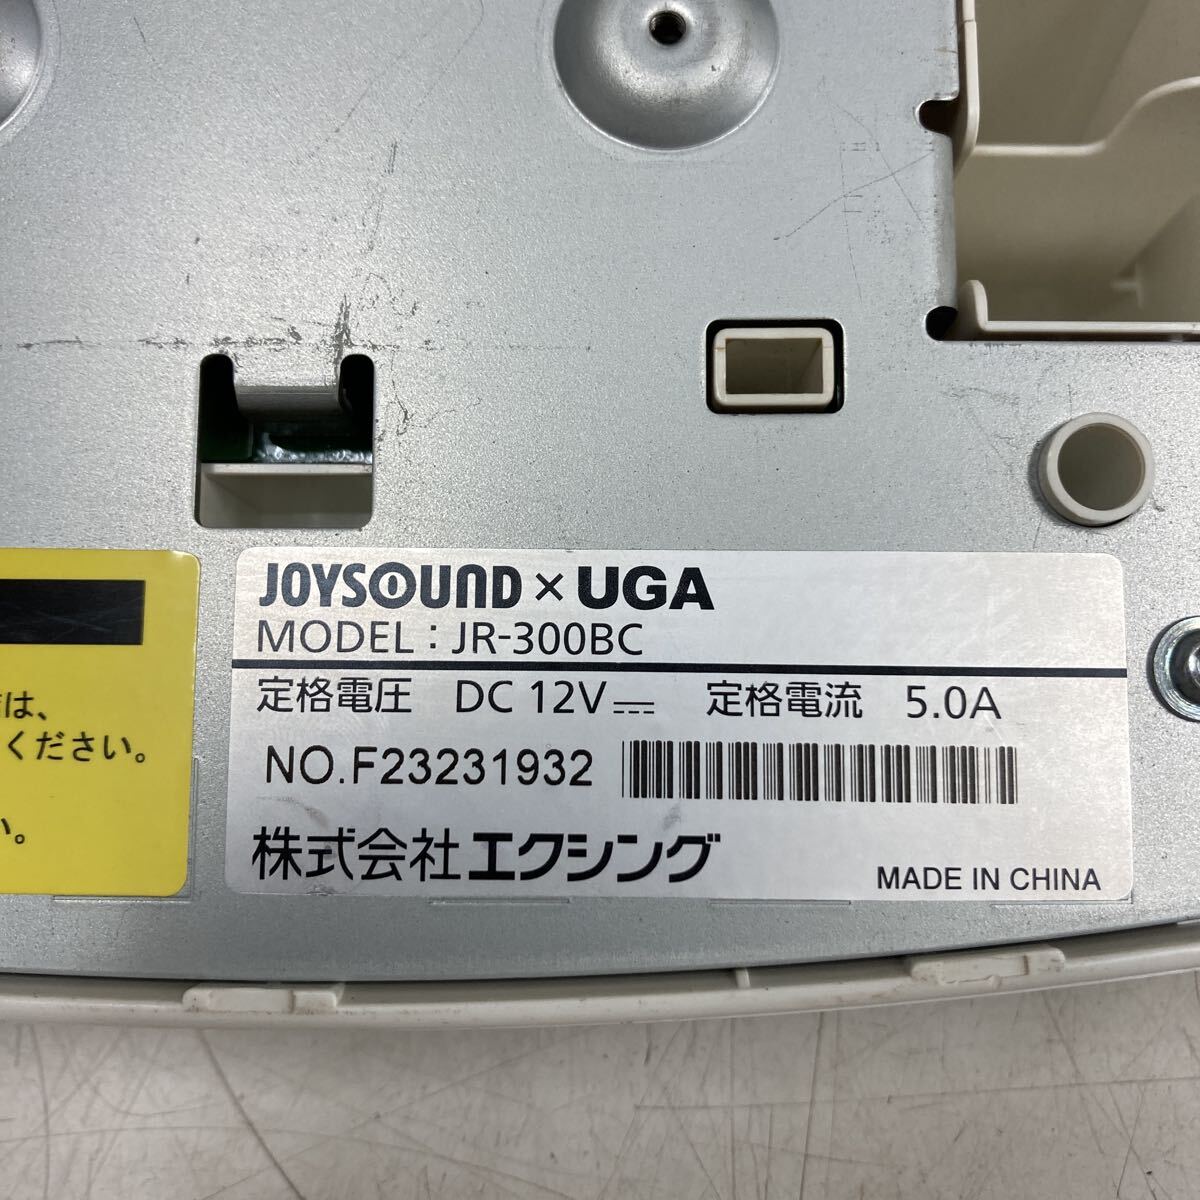 JOYSOUND × UGA
MODEL : JR-300BC
定格電圧 DC 12V 定格電流 5.0A
NO.F23231932
株式会社エクシング
MADE IN CHINA
は、
ください。
い。